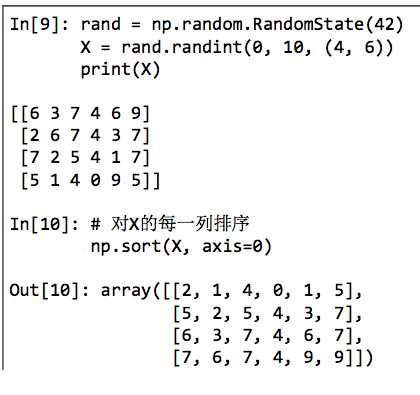 In[9]: rand = np.random.RandomState(42)
       X = rand.randint(0, 10, (4, 6))
       print(X)
[[6 3 7 4 6 9]
 [2 6 7 4 3 7]
 [7 2 5 4 1 7]
 [5 1 4 0 9 5]]
In[10]: # 对X的每一列排序
        np.sort(X, axis=0)
Out[10]: array([[2, 1, 4, 0, 1, 5],
                [5, 2, 5, 4, 3, 7],
                [6, 3, 7, 4, 6, 7],
                [7, 6, 7, 4, 9, 9]])